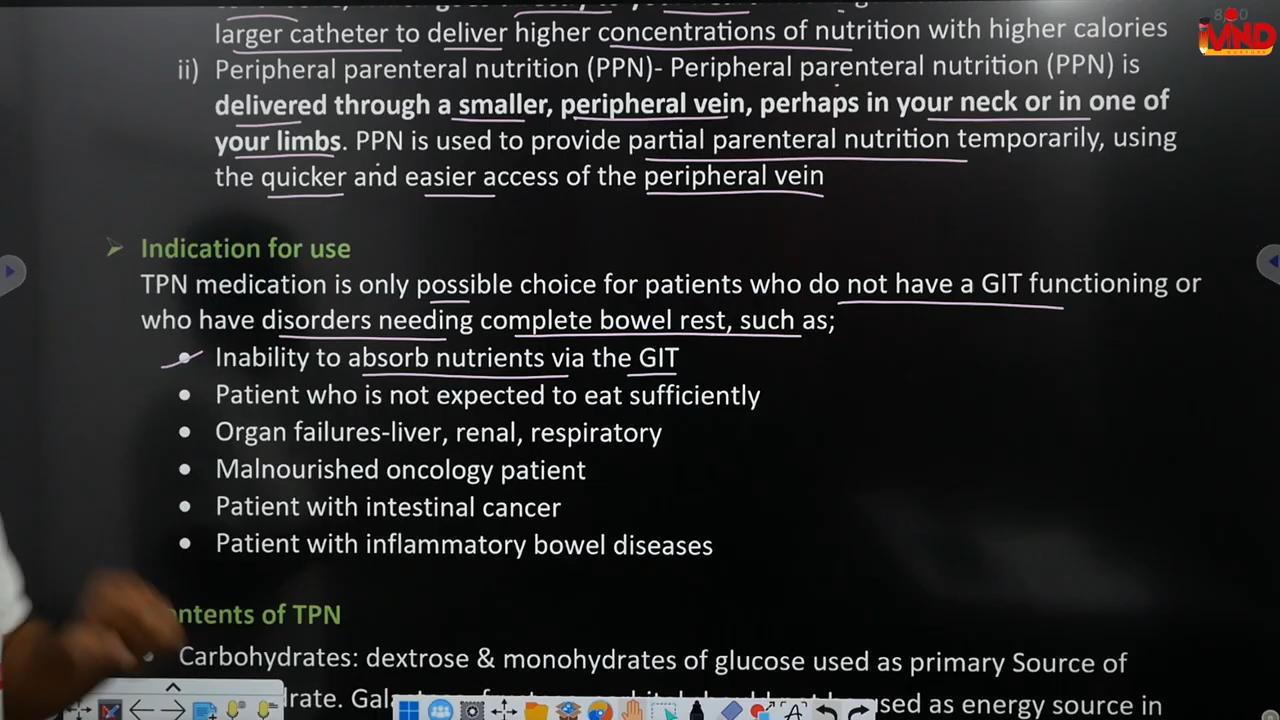 larger catheter to deliver higher concentrations of nutrition with higher calories
ii) Peripheral parenteral nutrition (PPN)- Peripheral parenteral nutrition (PPN) is
delivered through a smaller, peripheral vein, perhaps in your neck or in one of
your limbs. PPN is used to provide partial parenteral nutrition temporarily, using
the quicker and easier access of the peripheral vein
Indication for use
TPN medication is only possible choice for patients who do not have a GIT functioning or
who have disorders needing complete bowel rest, such as;
Inability to absorb nutrients via the GIT
Patient who is not expected to eat sufficiently
Organ failures-liver, renal, respiratory
Malnourished oncology patient
Patient with intestinal cancer
Patient with inflammatory bowel diseases
ntents of TPN
Carbohydrates: dextrose & monohydrates of glucose used as primary Source of
drate. used as energy source in
MND